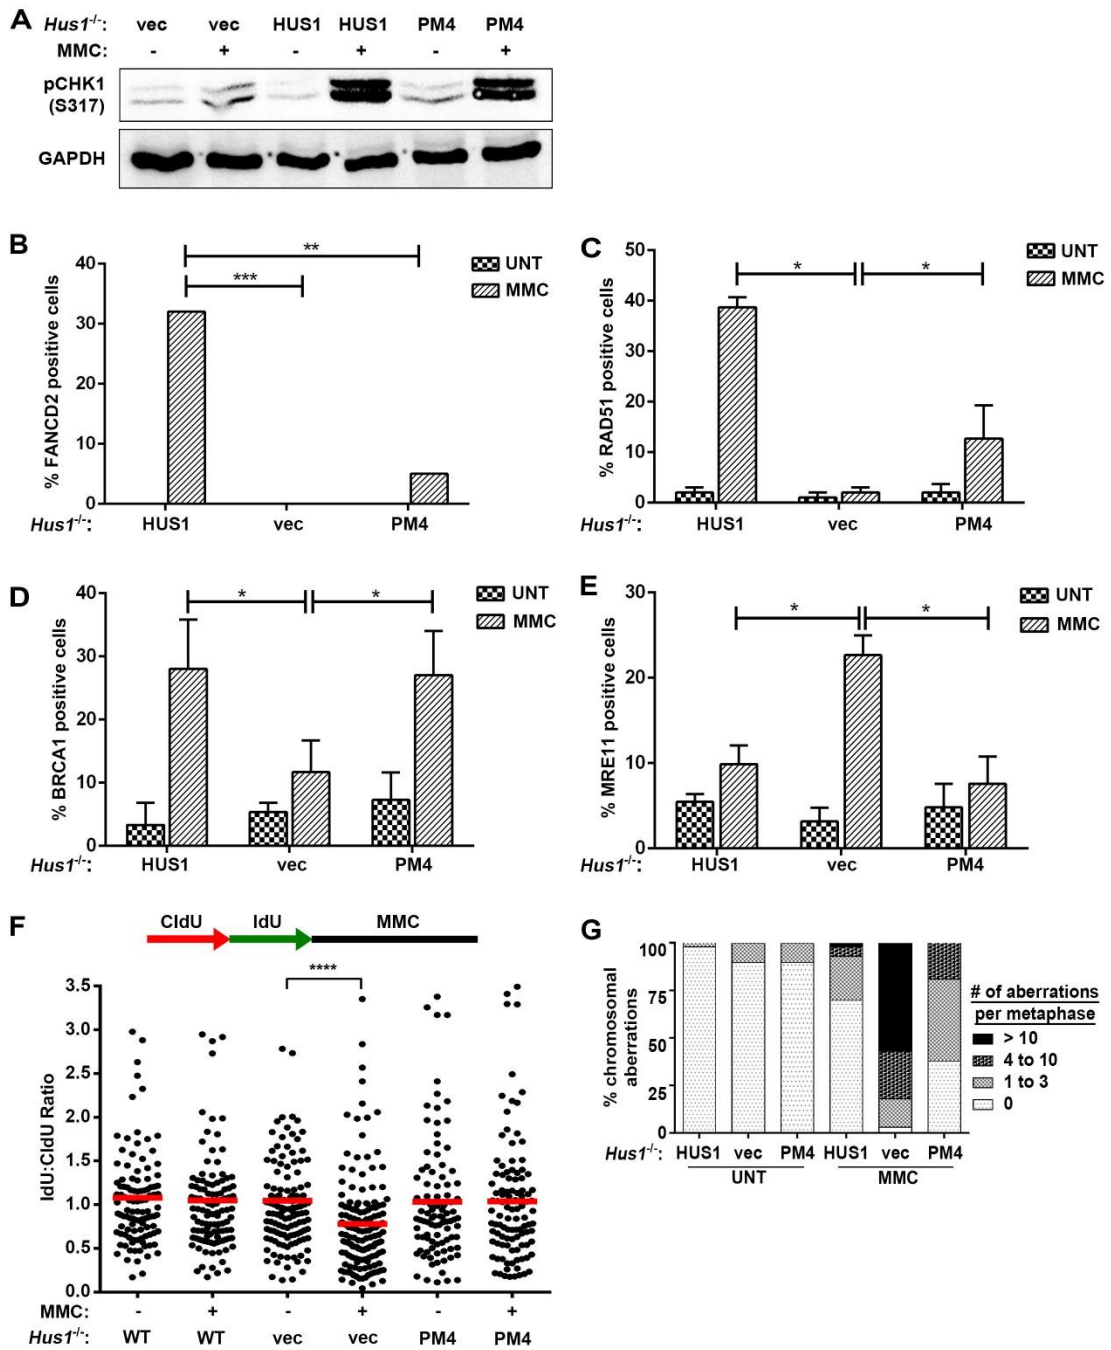 A
Hus1-/-: vec vec HUS1 HUS1 PM4 PM4
MMC: - + - + - +
pCHK1
(S317)
GAPDH
B
** 
***
UNT
MMC
% FANCD2 positive cells
40
30
20
10
0
Hus1-/-: HUS1 vec PM4
C
* *
UNT
MMC
% RAD51 positive cells
50
40
30
20
10
0
Hus1-/-: HUS1 vec PM4
D
* *
UNT
MMC
% BRCA1 positive cells
40
30
20
10
0
Hus1-/-: HUS1 vec PM4
E
* *
UNT
MMC
% MRE11 positive cells
30
20
10
0
Hus1-/-: HUS1 vec PM4
F
CldU IdU MMC
****
IdU:CldU Ratio
3.5
3.0
2.5
2.0
1.5
1.0
0.5
0.0
MMC: - + - + - +
Hus1-/-: WT WT vec vec PM4 PM4
G
% chromosomal
aberrations
100
75
50
25
0
# of aberrations
per metaphase
> 10
4 to 10
1 to 3
0
Hus1-/-: HUS1 vec PM4 HUS1 vec PM4
UNT MMC